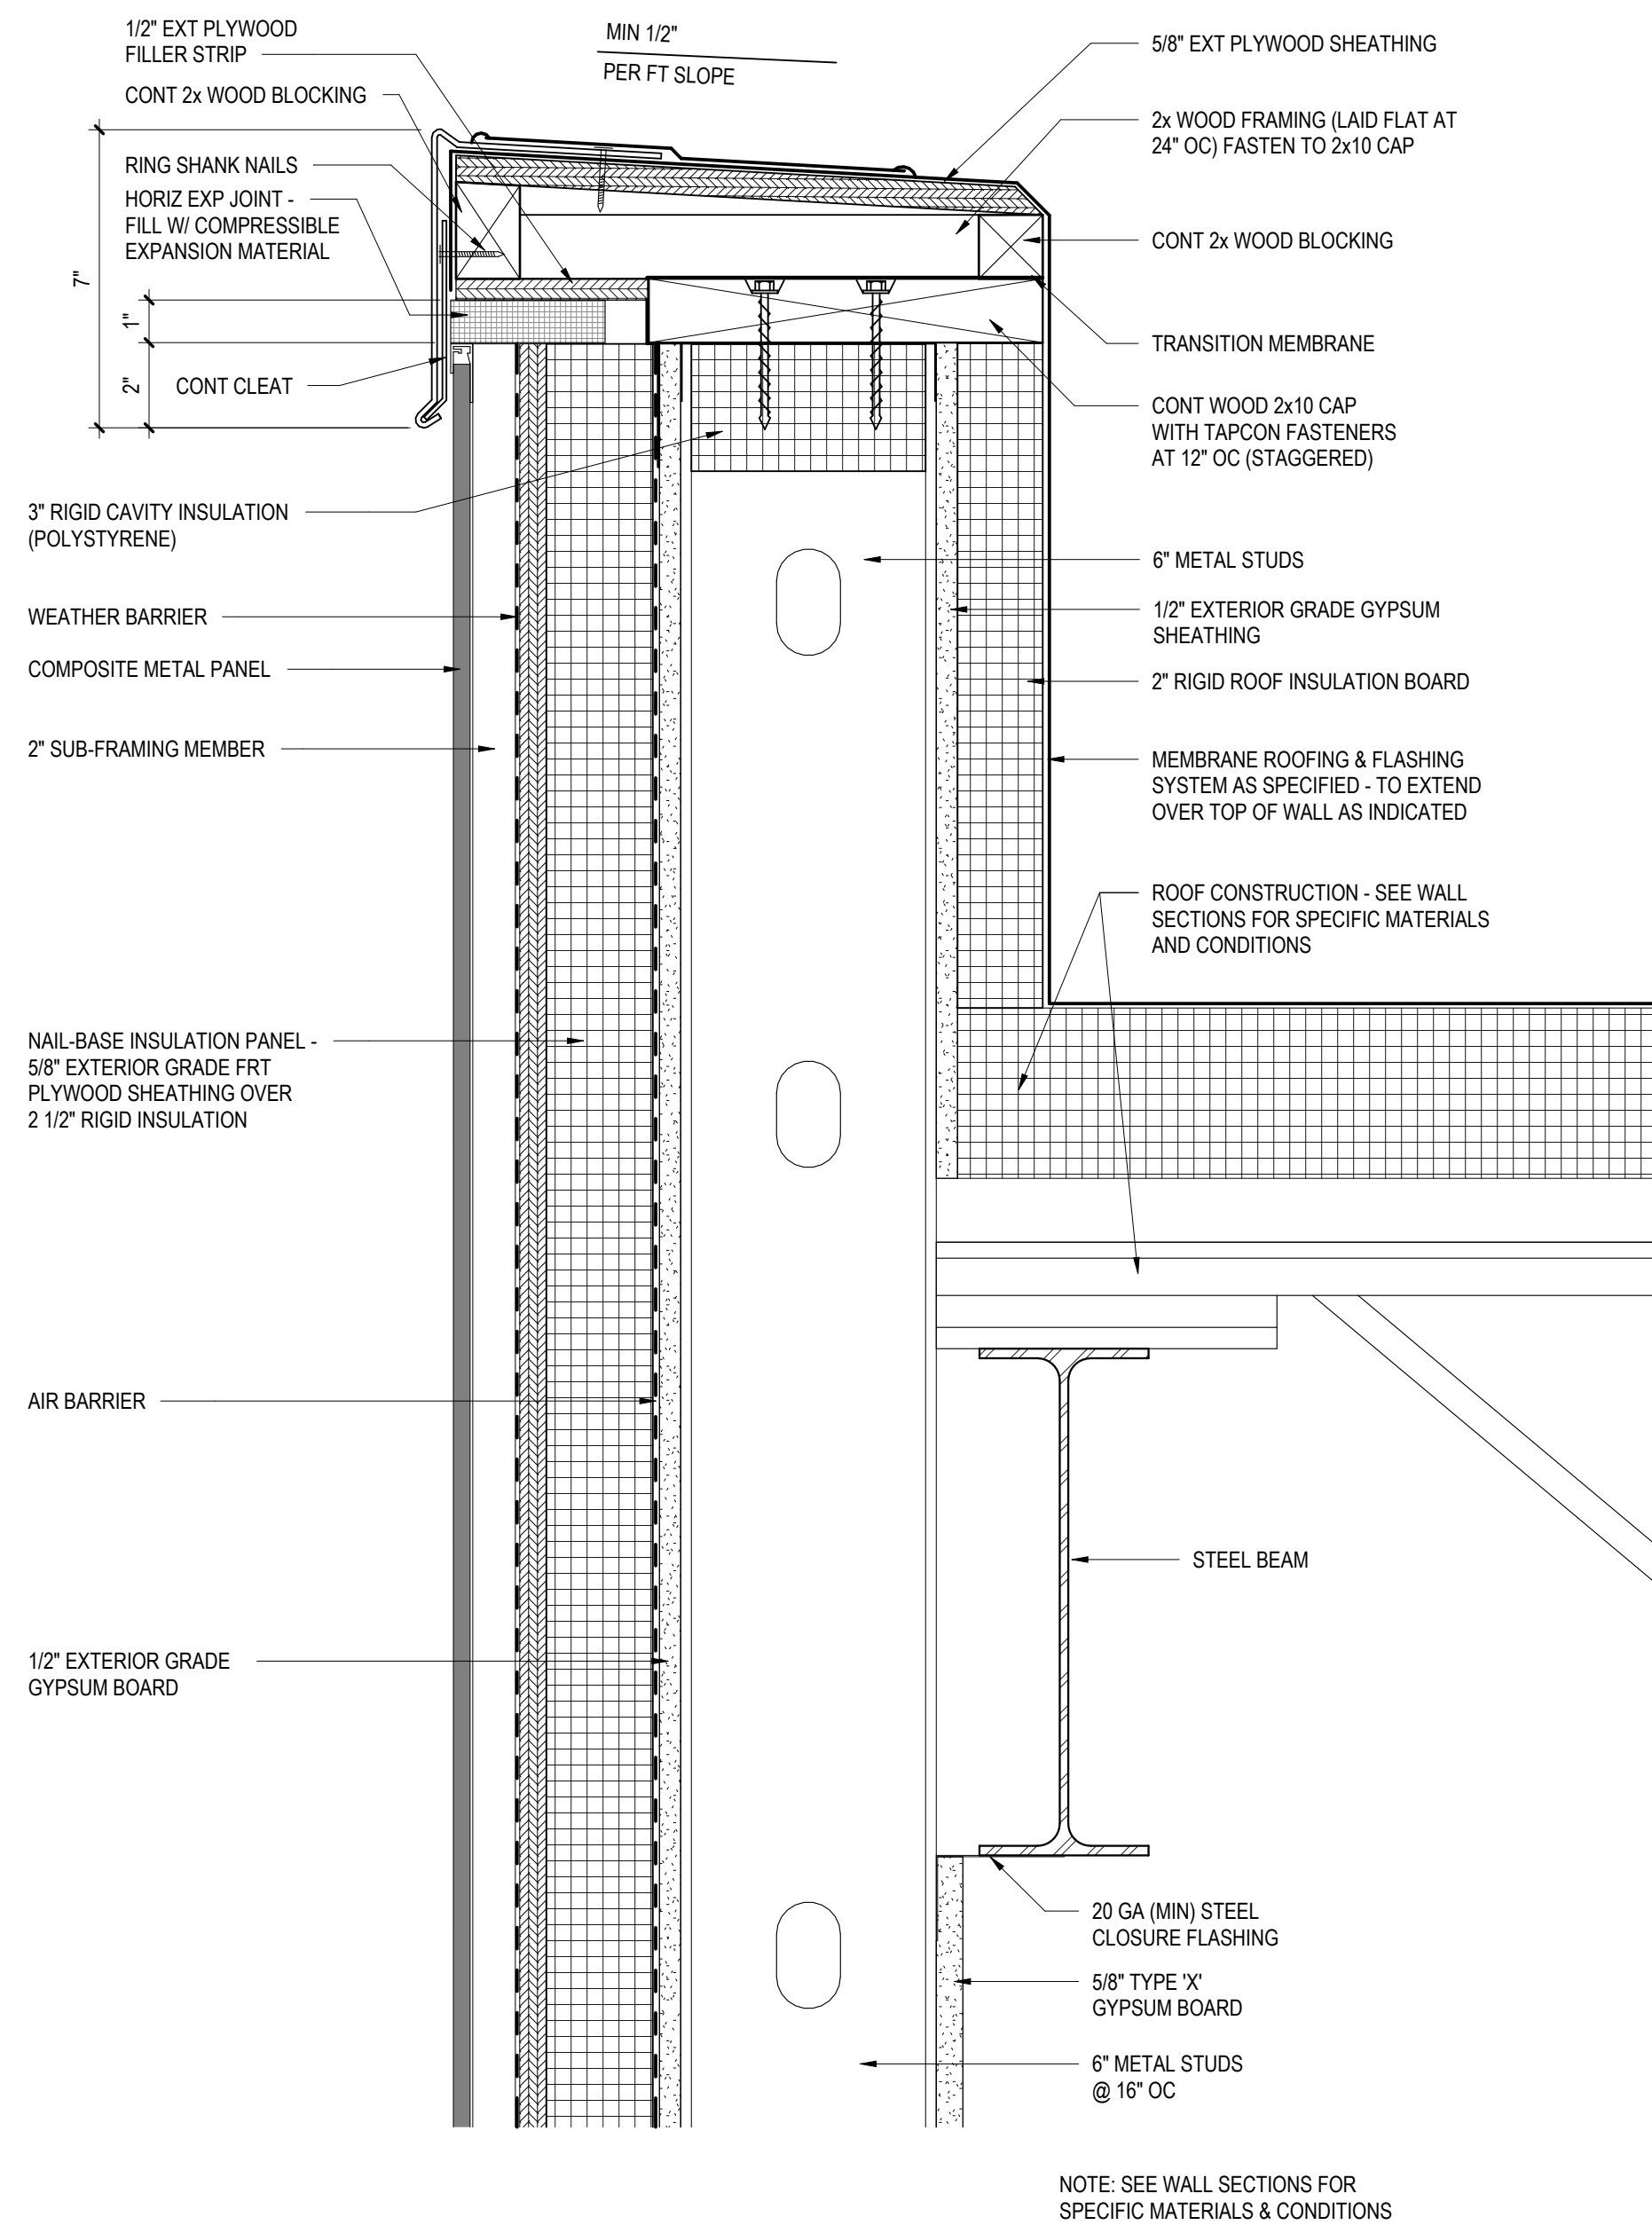 1/2" EXT PLYWOOD
FILLER STRIP
CONT 2x WOOD BLOCKING
RING SHANK NAILS
HORIZ EXP JOINT -
FILL W/ COMPRESSIBLE
EXPANSION MATERIAL
7"
1"
2"
CONT CLEAT
3" RIGID CAVITY INSULATION
(POLYSTYRENE)
WEATHER BARRIER
COMPOSITE METAL PANEL
2" SUB-FRAMING MEMBER
NAIL-BASE INSULATION PANEL -
5/8" EXTERIOR GRADE FRT
PLYWOOD SHEATHING OVER
2 1/2" RIGID INSULATION
AIR BARRIER
1/2" EXTERIOR GRADE
GYPSUM BOARD
MIN 1/2"
PER FT SLOPE
5/8" EXT PLYWOOD SHEATHING
2x WOOD FRAMING (LAID FLAT AT
24" OC) FASTEN TO 2x10 CAP
CONT 2x WOOD BLOCKING
TRANSITION MEMBRANE
CONT WOOD 2x10 CAP
WITH TAPCON FASTENERS
AT 12" OC (STAGGERED)
6" METAL STUDS
1/2" EXTERIOR GRADE GYPSUM
SHEATHING
2" RIGID ROOF INSULATION BOARD
MEMBRANE ROOFING & FLASHING
SYSTEM AS SPECIFIED - TO EXTEND
OVER TOP OF WALL AS INDICATED
ROOF CONSTRUCTION - SEE WALL
SECTIONS FOR SPECIFIC MATERIALS
AND CONDITIONS
STEEL BEAM
20 GA (MIN) STEEL
CLOSURE FLASHING
5/8" TYPE 'X'
GYPSUM BOARD
6" METAL STUDS
@ 16" OC
NOTE: SEE WALL SECTIONS FOR
SPECIFIC MATERIALS & CONDITIONS